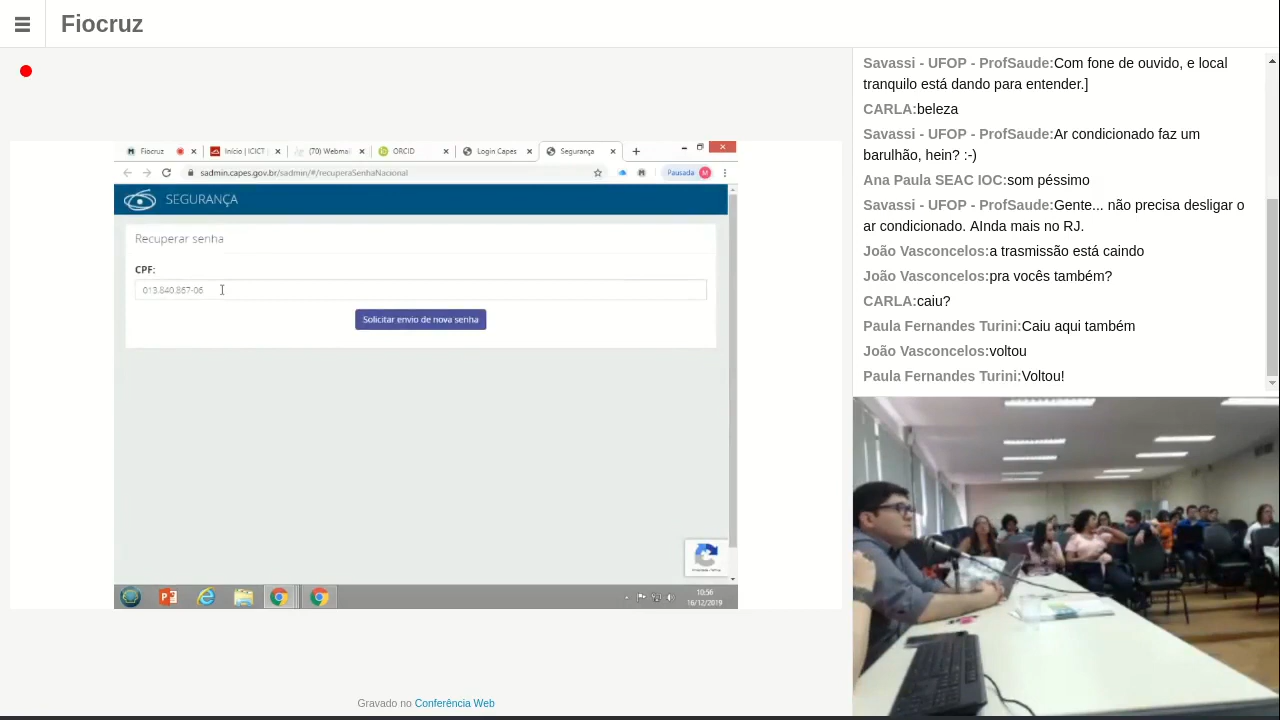 Fiocruz
Savassi - UFOP - ProfSaude:Com fone de ouvido, e local
tranquilo está dando para entender.]
CARLA:beleza
Savassi - UFOP - ProfSaude:Ar condicionado faz um
barulhão, hein? :-)
Ana Paula SEAC IOC:som péssimo
Savassi - UFOP - ProfSaude:Gente... não precisa desligar o
ar condicionado. AInda mais no RJ.
João Vasconcelos:a trasmissão está caindo
João Vasconcelos:pra vocês também?
CARLA:caiu?
Paula Fernandes Turini:Caiu aqui também
João Vasconcelos:voltou
Paula Fernandes Turini:Voltou!
Fiocruz
Início | ICICT
(70) Webma
ORCID
Login Capes
Segurança
sadmin.capes.gov.br/sadmin/#/recuperaSenhaNacional
Pausada
M
SEGURANÇA
Recuperar senha
CPF:
013.840.867-06
Solicitar envio de nova senha
10:56
16/12/2019
Gravado no Conferência Web